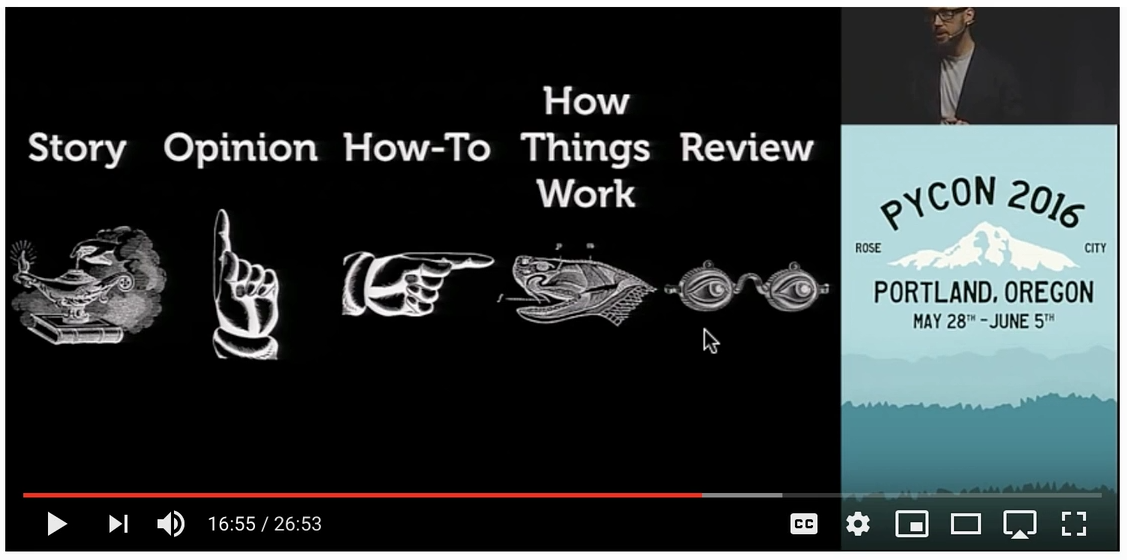 Story
Opinion
How-To
How
Things
Work
Review
PYCON 2016
ROSE
CITY
PORTLAND, OREGON
MAY 28TH - JUNE 5TH
16:55 / 26:53
CC